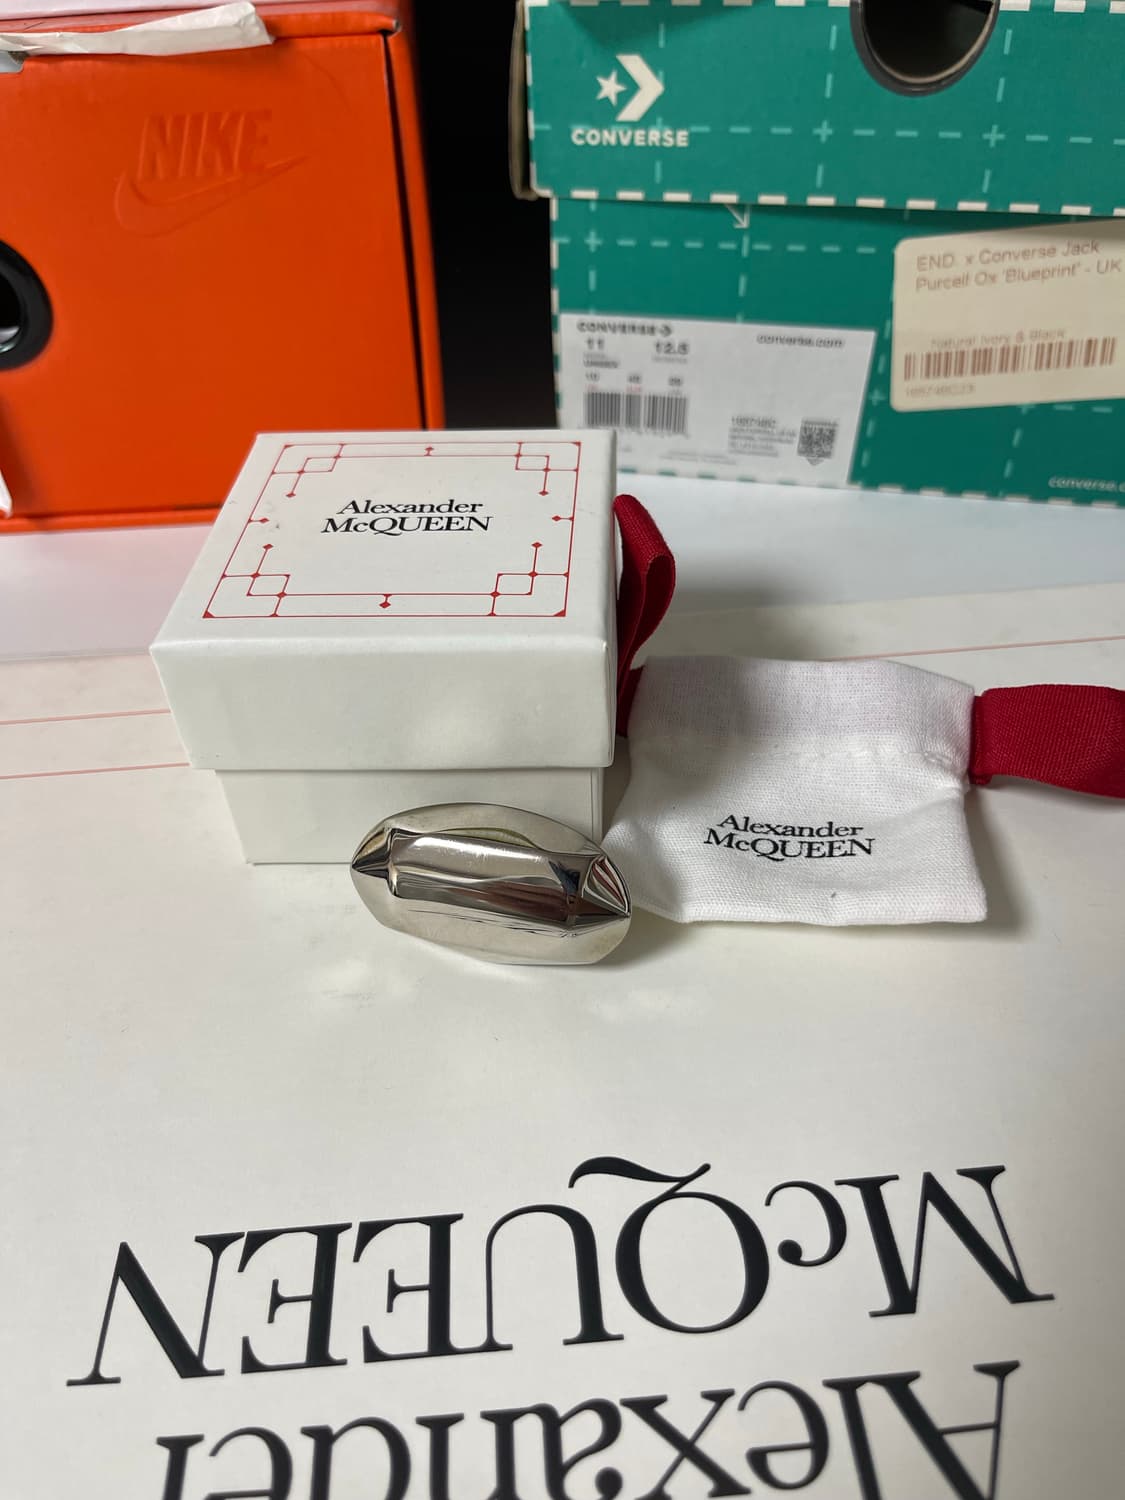 NIKE
CONVERSE
END. x Converse Jack
Purcell Ox 'Blueprint' - UK
Natural Ivory & Black
CONVERSE
converse.com
11
12.5
converse.c
Alexander
McQUEEN
Alexander
McQUEEN
Alexander
McQUEEN